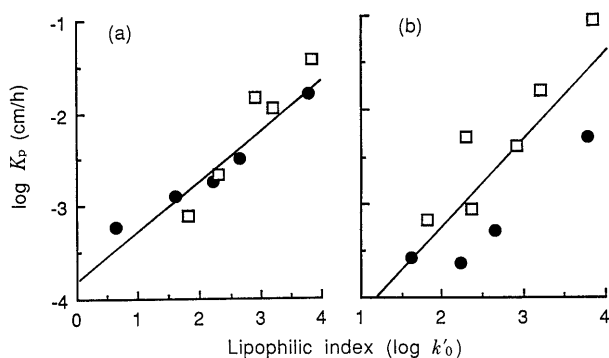 (a)
(b)
-1
-2
-3
-4
log Kp (cm/h)
0 1 2 3 4
1 2 3 4
Lipophilic index (log k′0)